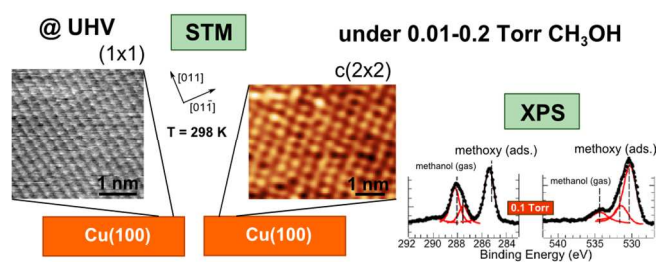 @ UHV
STM
under 0.01-0.2 Torr CH₃OH
(1x1)
c(2x2)
[011]
[011̄]
T = 298 K
1 nm
1 nm
Cu(100)
Cu(100)
XPS
methoxy (ads.)
methoxy (ads.)
methanol (gas)
methanol (gas)
0.1 Torr
292 290 288 286 284
540 535 530
Binding Energy (eV)